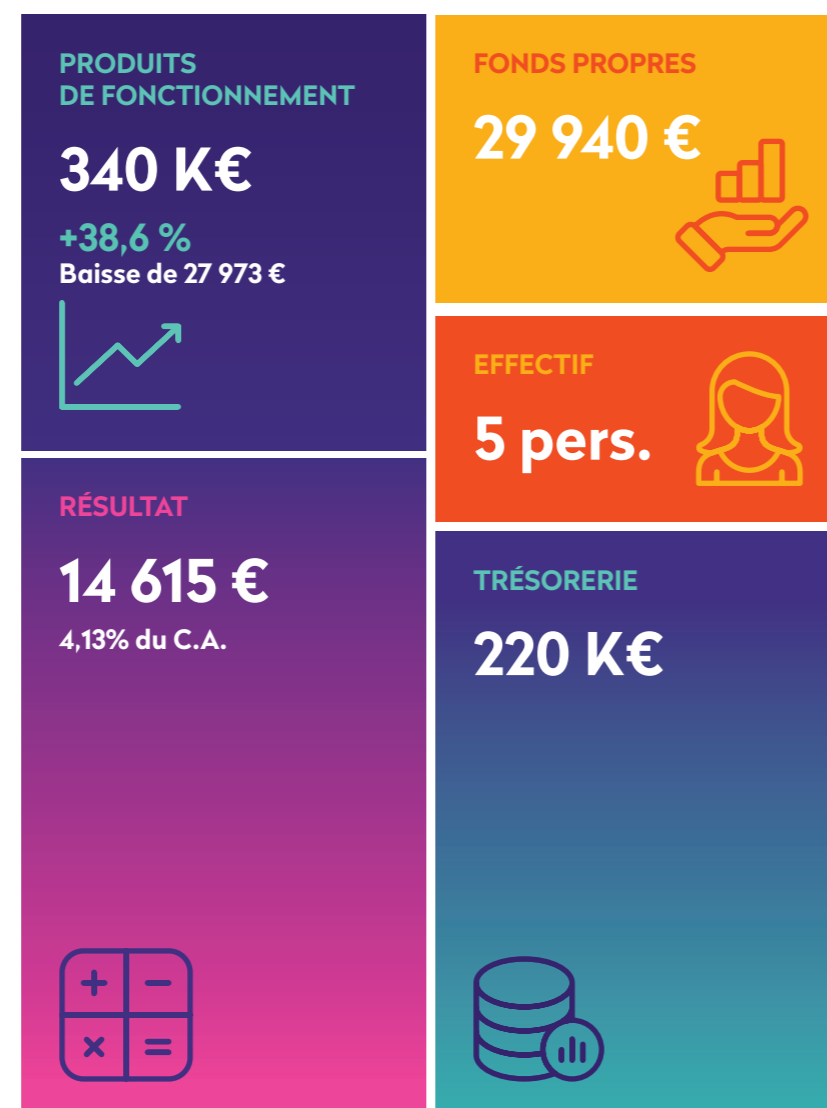 PRODUITS
DE FONCTIONNEMENT
340 K€
+38,6 %
Baisse de 27 973 €
RÉSULTAT
14 615 €
4,13% du C.A.
FONDS PROPRES
29 940 €
EFFECTIF
5 pers.
TRÉSORERIE
220 K€